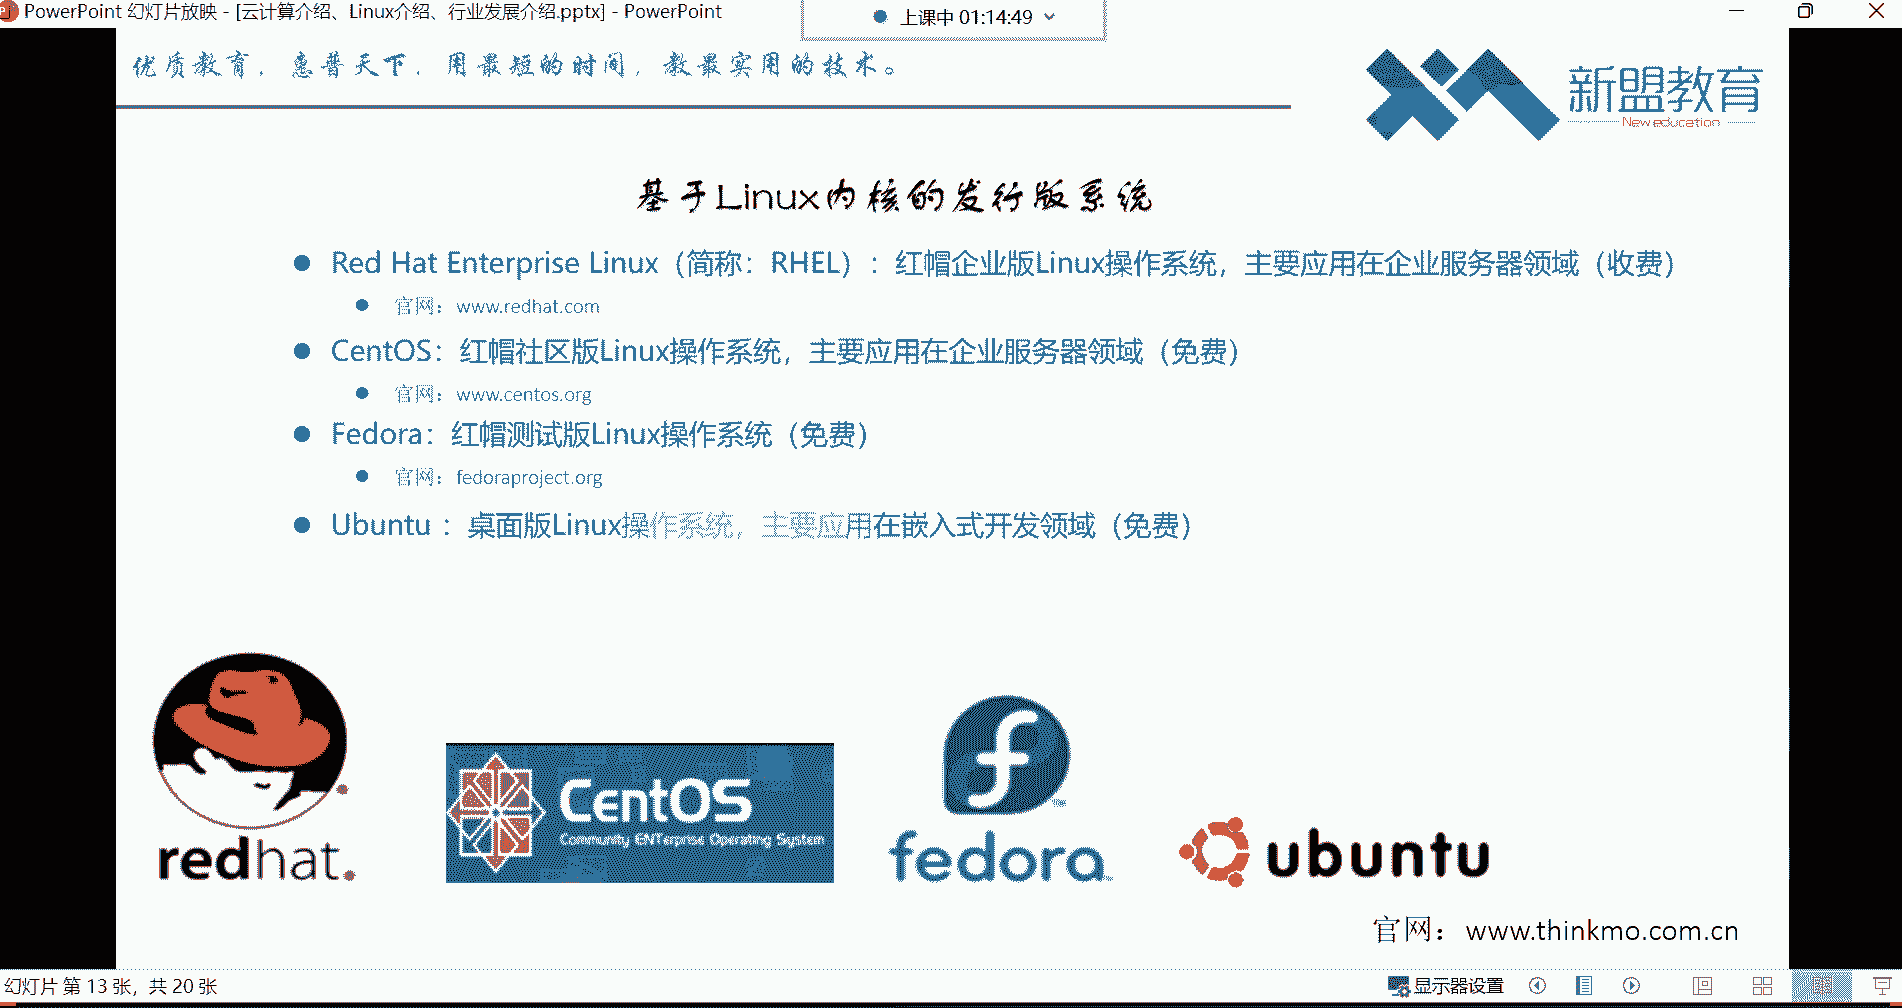 PowerPoint 幻灯片放映 - [云计算介绍、Linux介绍、行业发展介绍.pptx] - PowerPoint
上课中 01:14:49
优质教育，惠普天下，用最短的时间，教最实用的技术。
新盟教育
New education
基于Linux内核的发行版系统
Red Hat Enterprise Linux（简称：RHEL）：红帽企业版Linux操作系统，主要应用在企业服务器领域（收费）
官网：www.redhat.com
CentOS：红帽社区版Linux操作系统，主要应用在企业服务器领域（免费）
官网：www.centos.org
Fedora：红帽测试版Linux操作系统（免费）
官网：fedoraproject.org
Ubuntu ：桌面版Linux操作系统，主要应用在嵌入式开发领域（免费）
redhat.
CentOS
Community ENTerprise Operating System
fedora
ubuntu
官网：www.thinkmo.com.cn
幻灯片 第 13 张，共 20 张
显示器设置